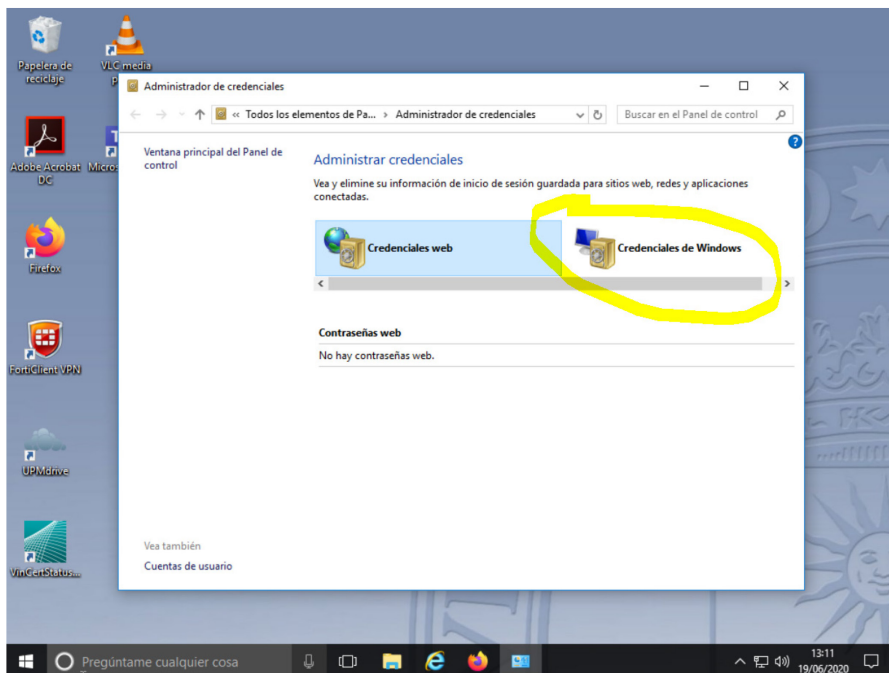 Papelera de
reciclaje
VLC media
Adobe Acrobat
DC
Firefox
FortiClient VPN
UPMdrive
VinCertStatus...
Administrador de credenciales
« Todos los elementos de Pa... > Administrador de credenciales
Buscar en el Panel de control
Ventana principal del Panel de
control
Administrar credenciales
Vea y elimine su información de inicio de sesión guardada para sitios web, redes y aplicaciones
conectadas.
Credenciales web
Credenciales de Windows
Contraseñas web
No hay contraseñas web.
Vea también
Cuentas de usuario
Pregúntame cualquier cosa
13:11
19/06/2020